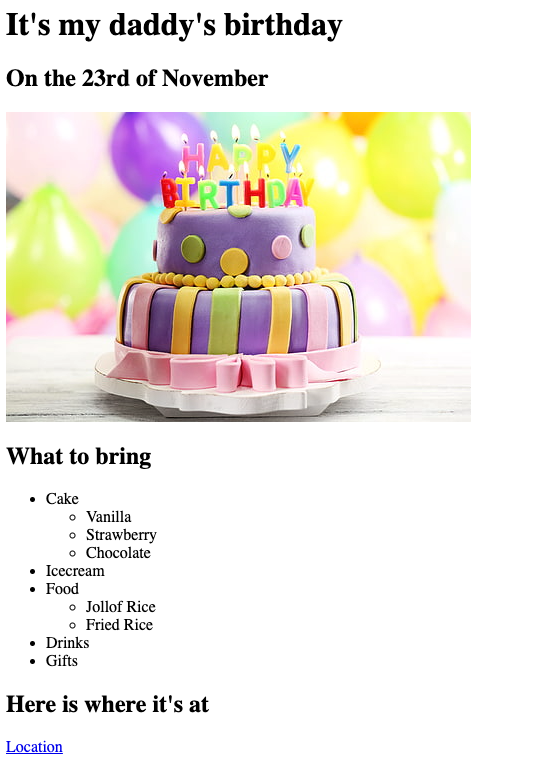 It's my daddy's birthday
On the 23rd of November
HAPPY
BIRTHDAY
What to bring
Cake
Vanilla
Strawberry
Chocolate
Icecream
Food
Jollof Rice
Fried Rice
Drinks
Gifts
Here is where it's at
Location